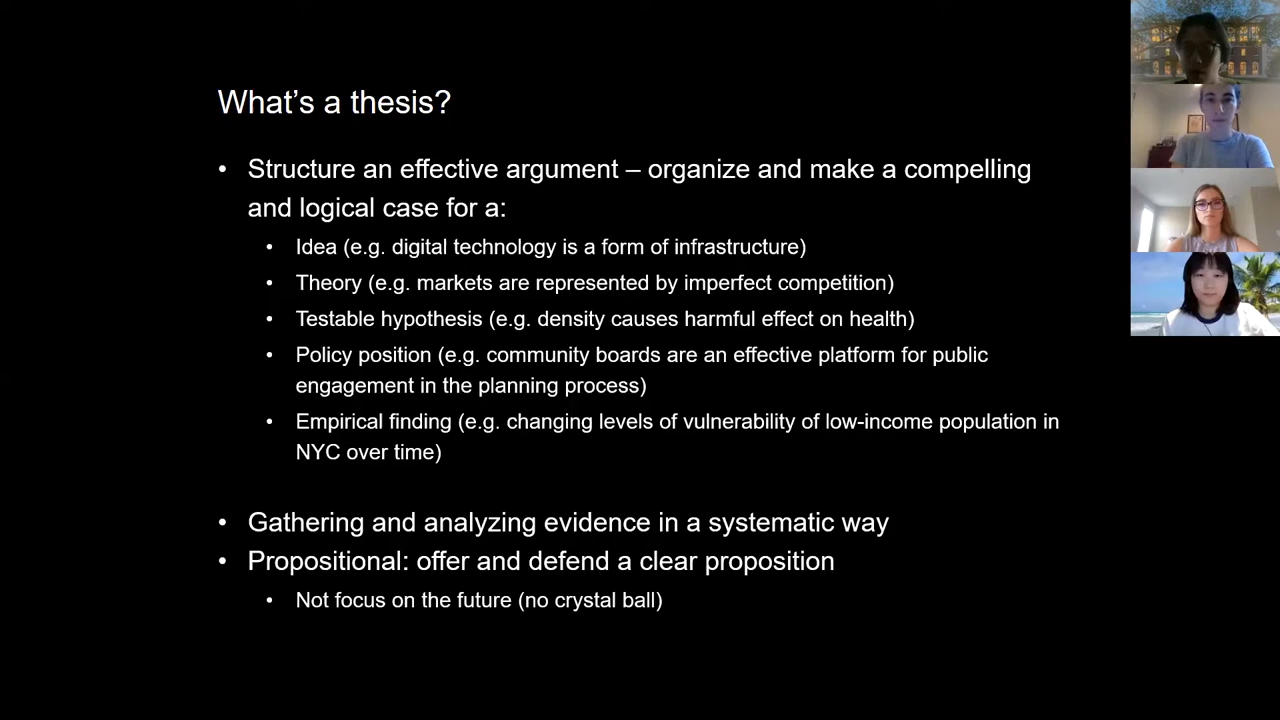 What’s a thesis?
• Structure an effective argument – organize and make a compelling
and logical case for a:
• Idea (e.g. digital technology is a form of infrastructure)
• Theory (e.g. markets are represented by imperfect competition)
• Testable hypothesis (e.g. density causes harmful effect on health)
• Policy position (e.g. community boards are an effective platform for public
engagement in the planning process)
• Empirical finding (e.g. changing levels of vulnerability of low-income population in
NYC over time)
• Gathering and analyzing evidence in a systematic way
• Propositional: offer and defend a clear proposition
• Not focus on the future (no crystal ball)